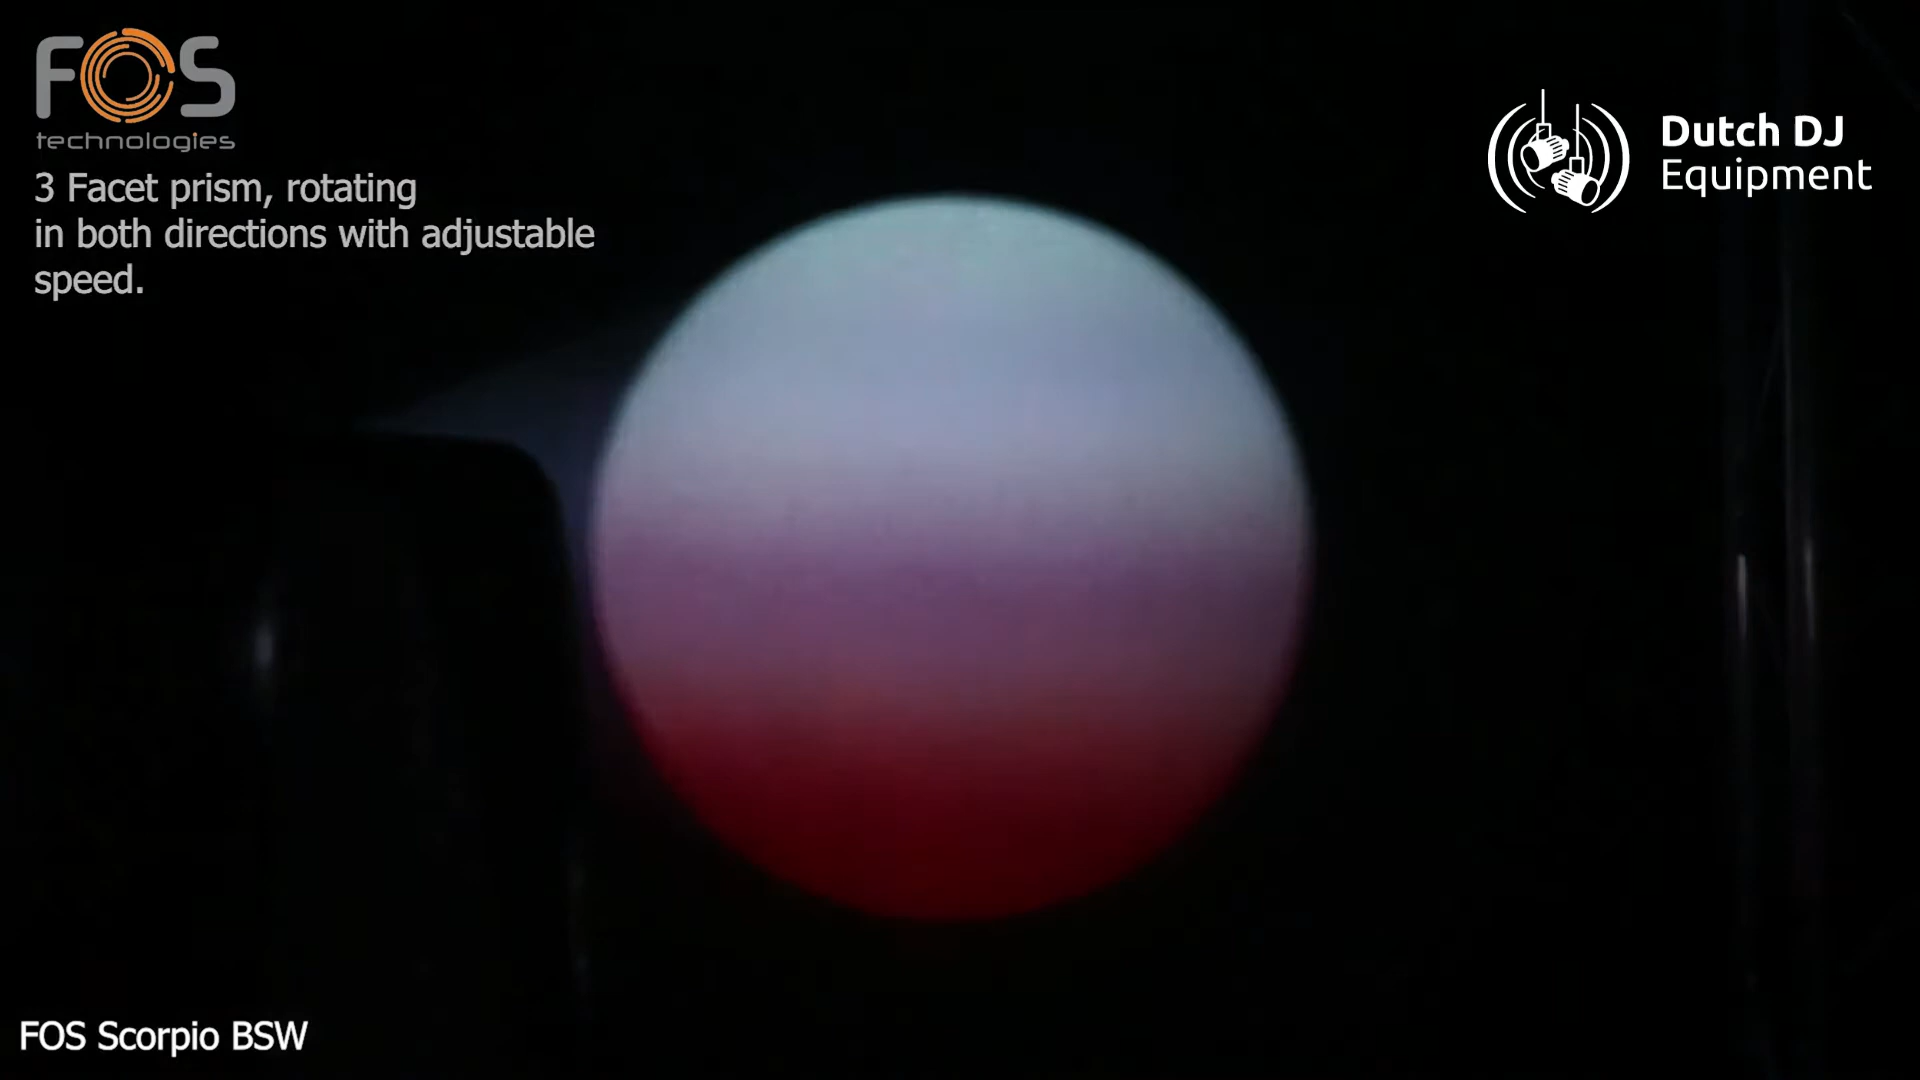 FOS
technologies
3 Facet prism, rotating
in both directions with adjustable
speed.
Dutch DJ
Equipment
FOS Scorpio BSW